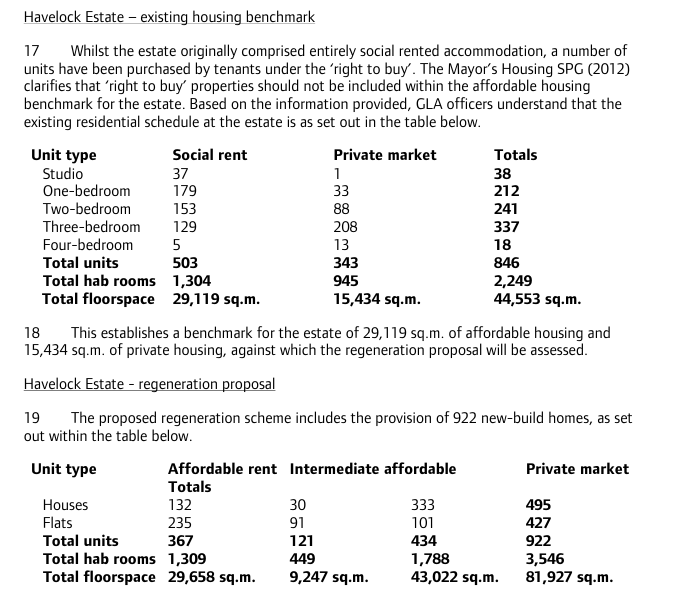 Havelock Estate – existing housing benchmark
17 Whilst the estate originally comprised entirely social rented accommodation, a number of
units have been purchased by tenants under the ‘right to buy’. The Mayor’s Housing SPG (2012)
clarifies that ‘right to buy’ properties should not be included within the affordable housing
benchmark for the estate. Based on the information provided, GLA officers understand that the
existing residential schedule at the estate is as set out in the table below.
Unit type Social rent Private market Totals
Studio 37 1 38
One-bedroom 179 33 212
Two-bedroom 153 88 241
Three-bedroom 129 208 337
Four-bedroom 5 13 18
Total units 503 343 846
Total hab rooms 1,304 945 2,249
Total floorspace 29,119 sq.m. 15,434 sq.m. 44,553 sq.m.
18 This establishes a benchmark for the estate of 29,119 sq.m. of affordable housing and
15,434 sq.m. of private housing, against which the regeneration proposal will be assessed.
Havelock Estate - regeneration proposal
19 The proposed regeneration scheme includes the provision of 922 new-build homes, as set
out within the table below.
Unit type Affordable rent Intermediate affordable Private market
Totals
Houses 132 30 333 495
Flats 235 91 101 427
Total units 367 121 434 922
Total hab rooms 1,309 449 1,788 3,546
Total floorspace 29,658 sq.m. 9,247 sq.m. 43,022 sq.m. 81,927 sq.m.